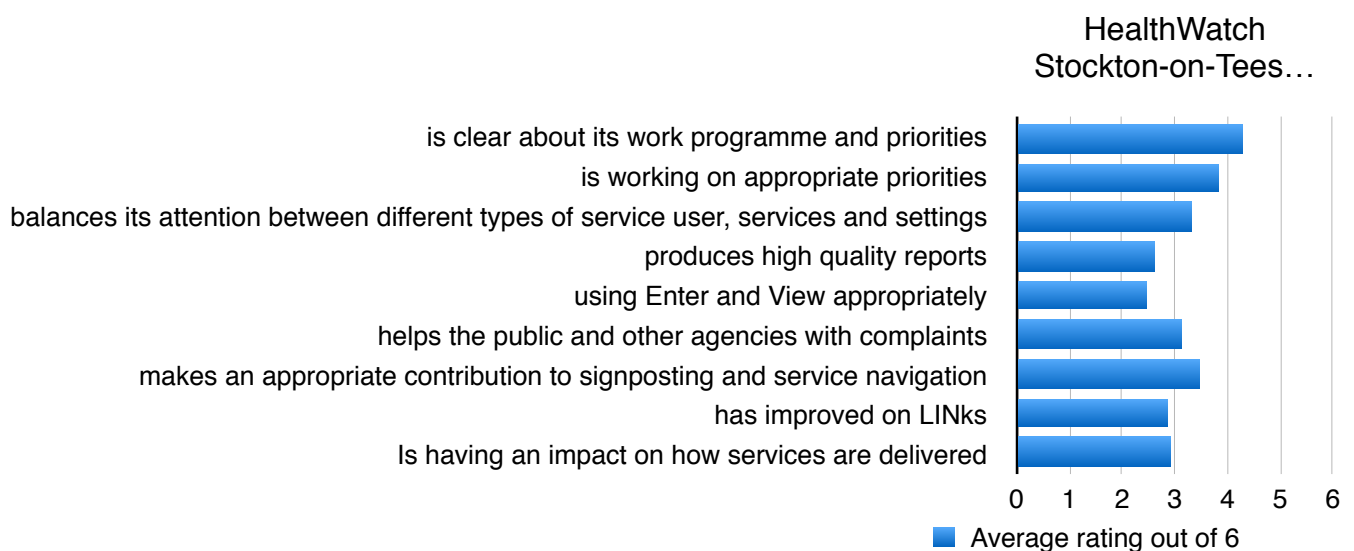 HealthWatch
Stockton-on-Tees…
is clear about its work programme and priorities
is working on appropriate priorities
balances its attention between different types of service user, services and settings
produces high quality reports
using Enter and View appropriately
helps the public and other agencies with complaints
makes an appropriate contribution to signposting and service navigation
has improved on LINks
Is having an impact on how services are delivered
0 1 2 3 4 5 6
Average rating out of 6